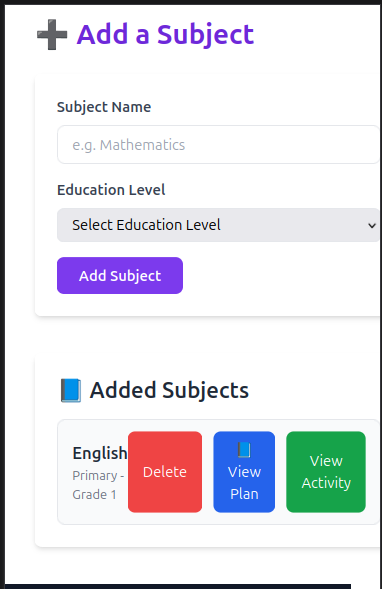 ➕ Add a Subject
Subject Name
e.g. Mathematics
Education Level
Select Education Level
Add Subject
📘 Added Subjects
English
Primary -
Grade 1
Delete
📘
View
Plan
View
Activity